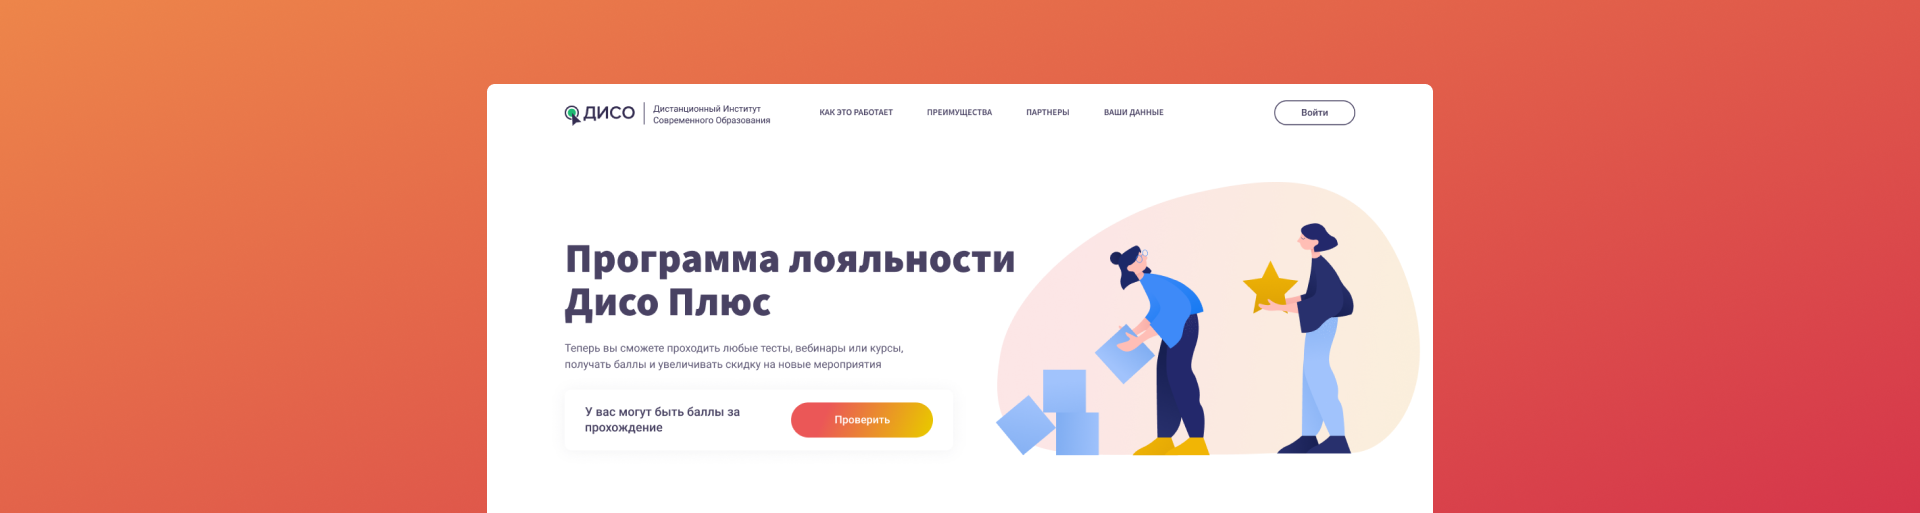 ДИСО
Дистанционный Институт
Современного Образования
КАК ЭТО РАБОТАЕТ
ПРЕИМУЩЕСТВА
ПАРТНЕРЫ
ВАШИ ДАННЫЕ
Войти
Программа лояльности
Дисо Плюс
Теперь вы сможете проходить любые тесты, вебинары или курсы,
получать баллы и увеличивать скидку на новые мероприятия
У вас могут быть баллы за
прохождение
Проверить